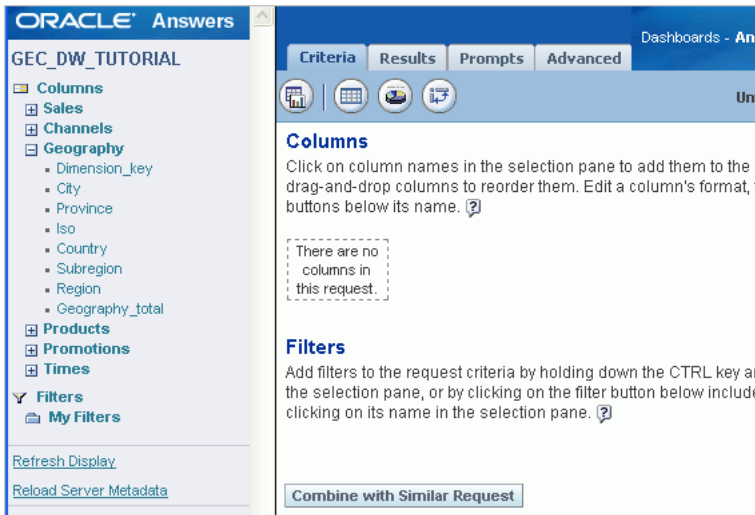 ORACLE Answers
GEC_DW_TUTORIAL
Columns
Sales
Channels
Geography
Dimension_key
City
Province
Iso
Country
Subregion
Region
Geography_total
Products
Promotions
Times
Filters
My Filters
Refresh Display
Reload Server Metadata
Dashboards - An
Criteria Results Prompts Advanced
Columns
Click on column names in the selection pane to add them to the
drag-and-drop columns to reorder them. Edit a column's format,
buttons below its name.
There are no
columns in
this request.
Filters
Add filters to the request criteria by holding down the CTRL key
the selection pane, or by clicking on the filter button below
clicking on its name in the selection pane.
Combine with Similar Request